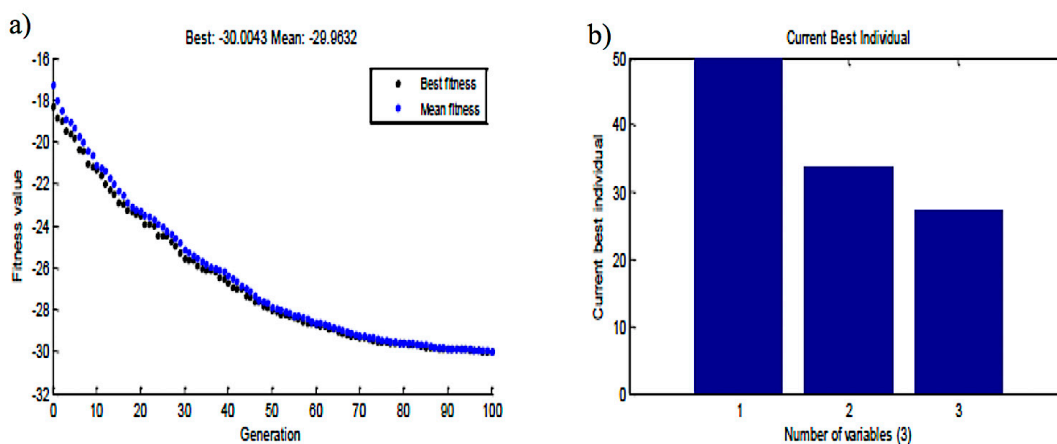 a)
Best: -30.0043 Mean: -29.9632
Fitness value
-16
-18
-20
-22
-24
-26
-28
-30
-32
Best fitness
Mean fitness
0 10 20 30 40 50 60 70 80 90 100
Generation
b)
Current Best Individual
Current best individual
50
40
30
20
10
0
1 2 3
Number of variables (3)